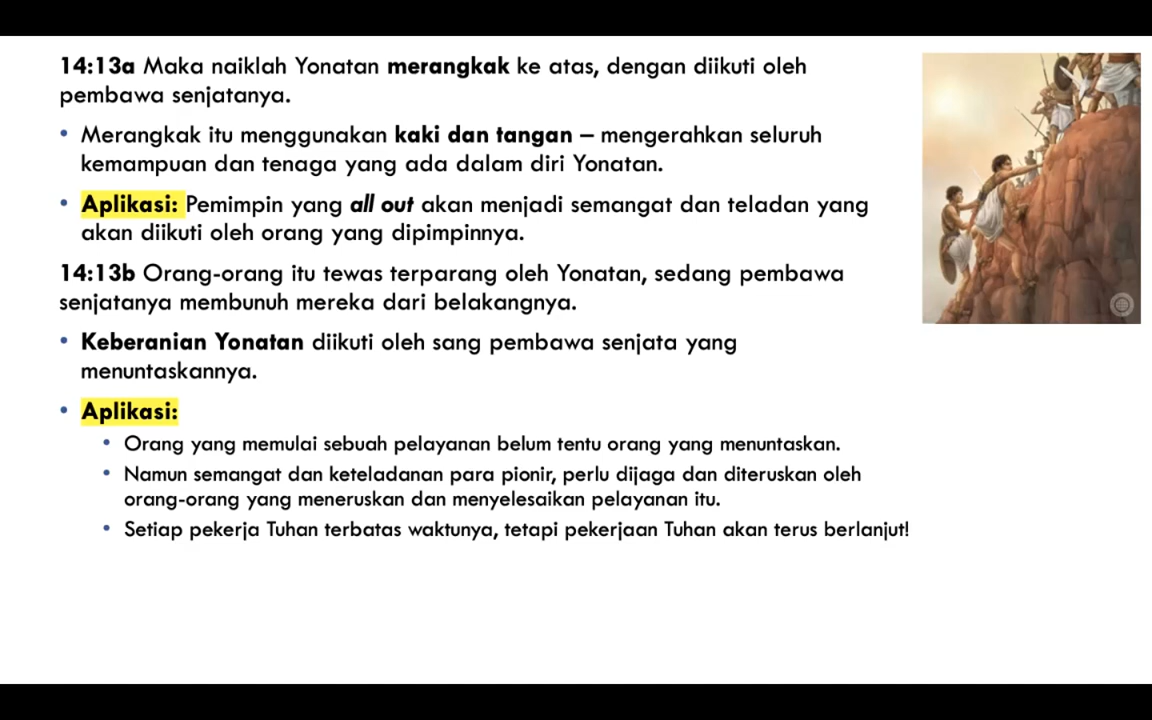 14:13a Maka naiklah Yonatan merangkak ke atas, dengan diikuti oleh
pembawa senjatanya.
• Merangkak itu menggunakan kaki dan tangan – mengerahkan seluruh
kemampuan dan tenaga yang ada dalam diri Yonatan.
• Aplikasi: Pemimpin yang all out akan menjadi semangat dan teladan yang
akan diikuti oleh orang yang dipimpinnya.
14:13b Orang-orang itu tewas terparang oleh Yonatan, sedang pembawa
senjatanya membunuh mereka dari belakangnya.
• Keberanian Yonatan diikuti oleh sang pembawa senjata yang
menuntaskannya.
• Aplikasi:
• Orang yang memulai sebuah pelayanan belum tentu orang yang menuntaskan.
• Namun semangat dan keteladanan para pionir, perlu dijaga dan diteruskan oleh
orang-orang yang meneruskan dan menyelesaikan pelayanan itu.
• Setiap pekerja Tuhan terbatas waktunya, tetapi pekerjaan Tuhan akan terus berlanjut!